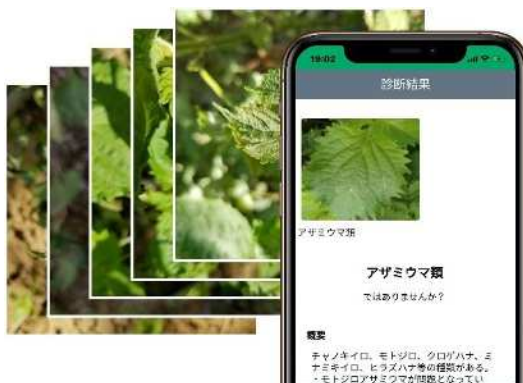 19:02
診断結果
アザミウマ類
アザミウマ類
ではありませんか？
概要
チャノキイロ、モトジロ、クロゲハナ、ミ
ナミキイロ、ヒラズハナ等の種類がある。
・モトジロアザミウマが問題となってい